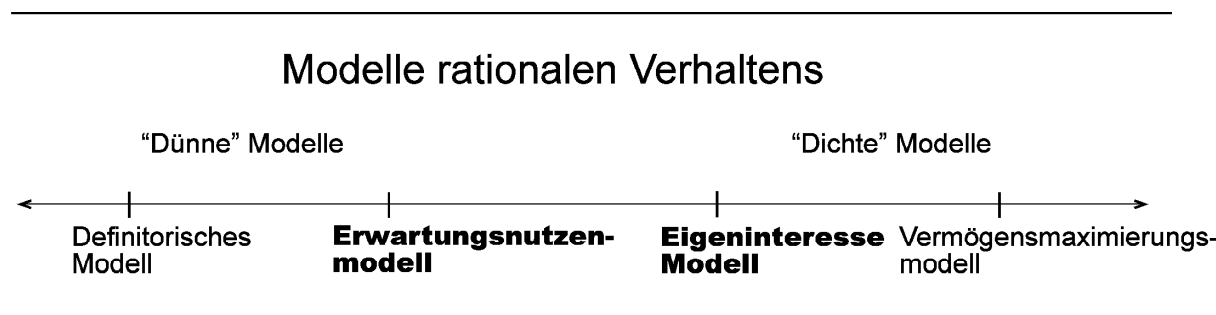 Modelle rationalen Verhaltens
“Dünne” Modelle
“Dichte” Modelle
Definitorisches
Modell
Erwartungsnutzen-
modell
Eigeninteresse
Modell
Vermögensmaximierungs-
modell